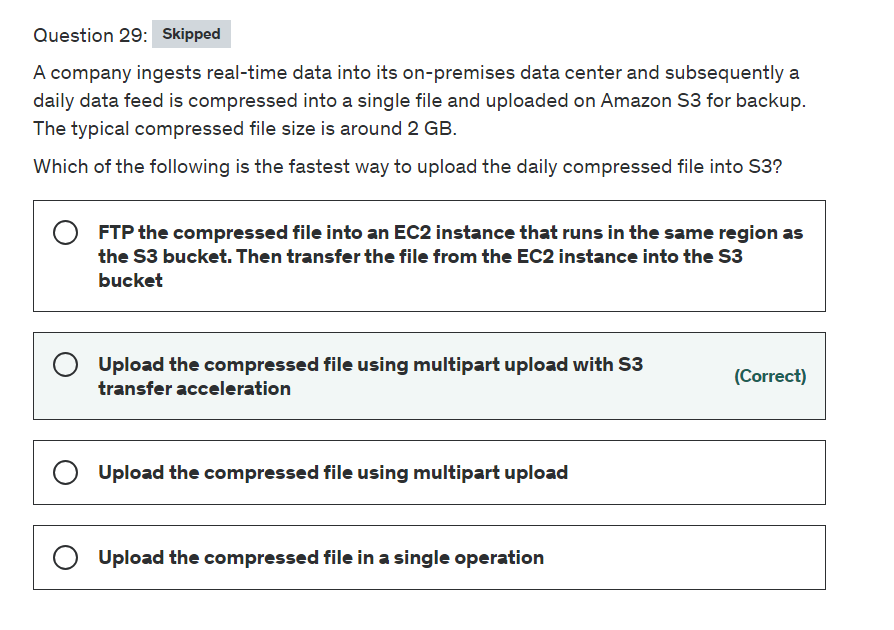 Question 29: Skipped
A company ingests real-time data into its on-premises data center and subsequently a
daily data feed is compressed into a single file and uploaded on Amazon S3 for backup.
The typical compressed file size is around 2 GB.
Which of the following is the fastest way to upload the daily compressed file into S3?
FTP the compressed file into an EC2 instance that runs in the same region as
the S3 bucket. Then transfer the file from the EC2 instance into the S3
bucket
Upload the compressed file using multipart upload with S3
transfer acceleration
(Correct)
Upload the compressed file using multipart upload
Upload the compressed file in a single operation